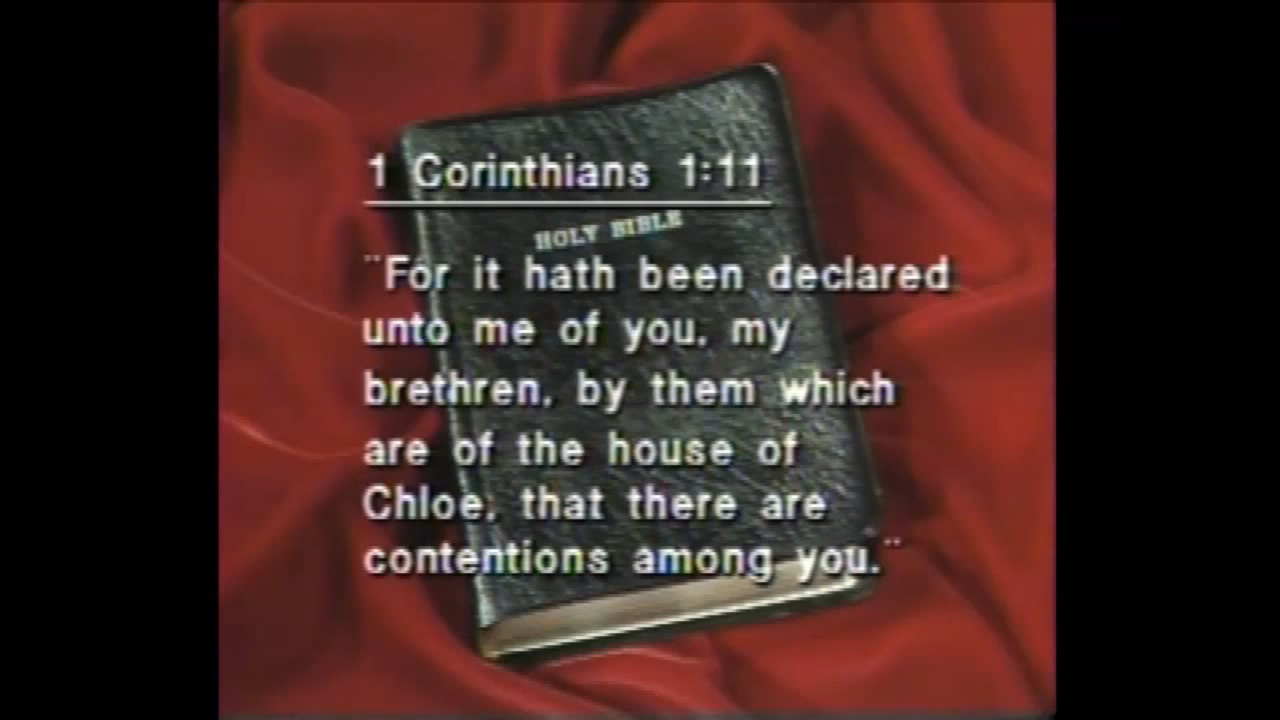 1 Corinthians 1:11
HOLY BIBLE
"For it hath been declared
unto me of you, my
brethren, by them which
are of the house of
Chloe, that there are
contentions among you."